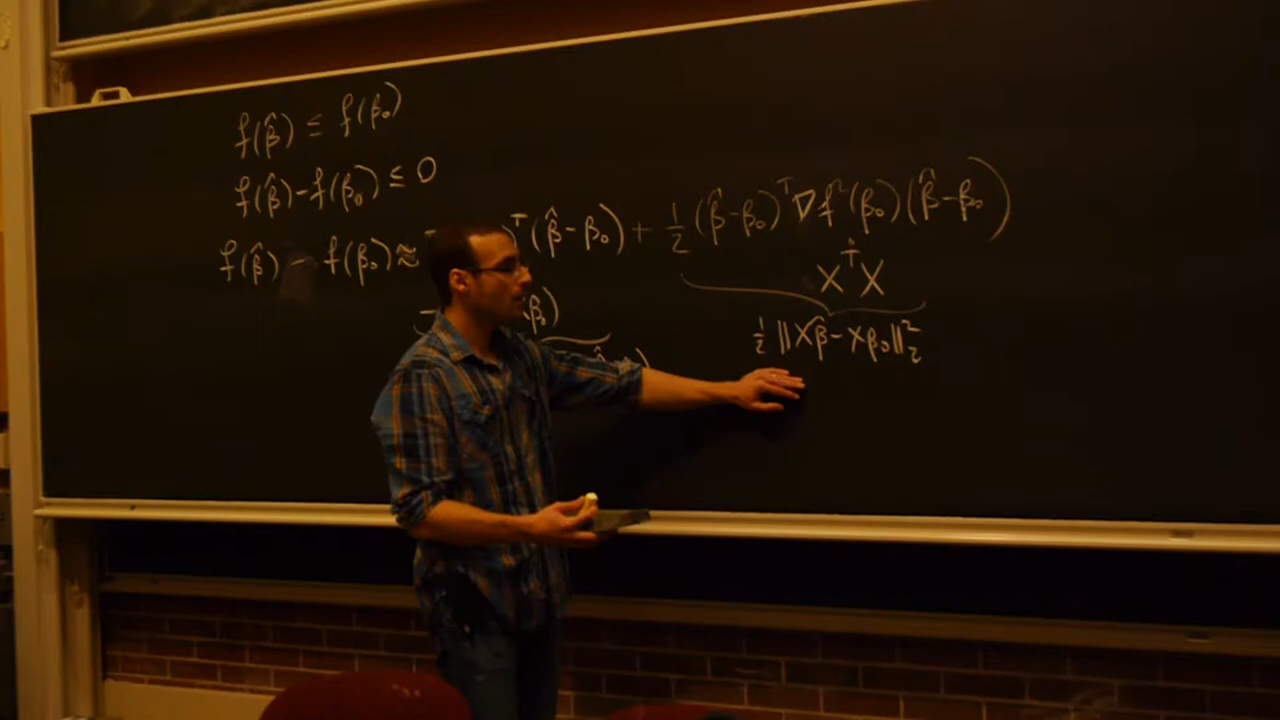 f(β̂) ≤ f(β₀)
f(β̂) - f(β₀) ≤ 0
f(β̂) - f(β₀) ≈ ᵀ(β̂-β₀) + ½(β̂-β₀)ᵀ∇f²(β₀)(β̂-β₀)
XᵀX
½‖Xβ̂ - Xβ₀‖₂²